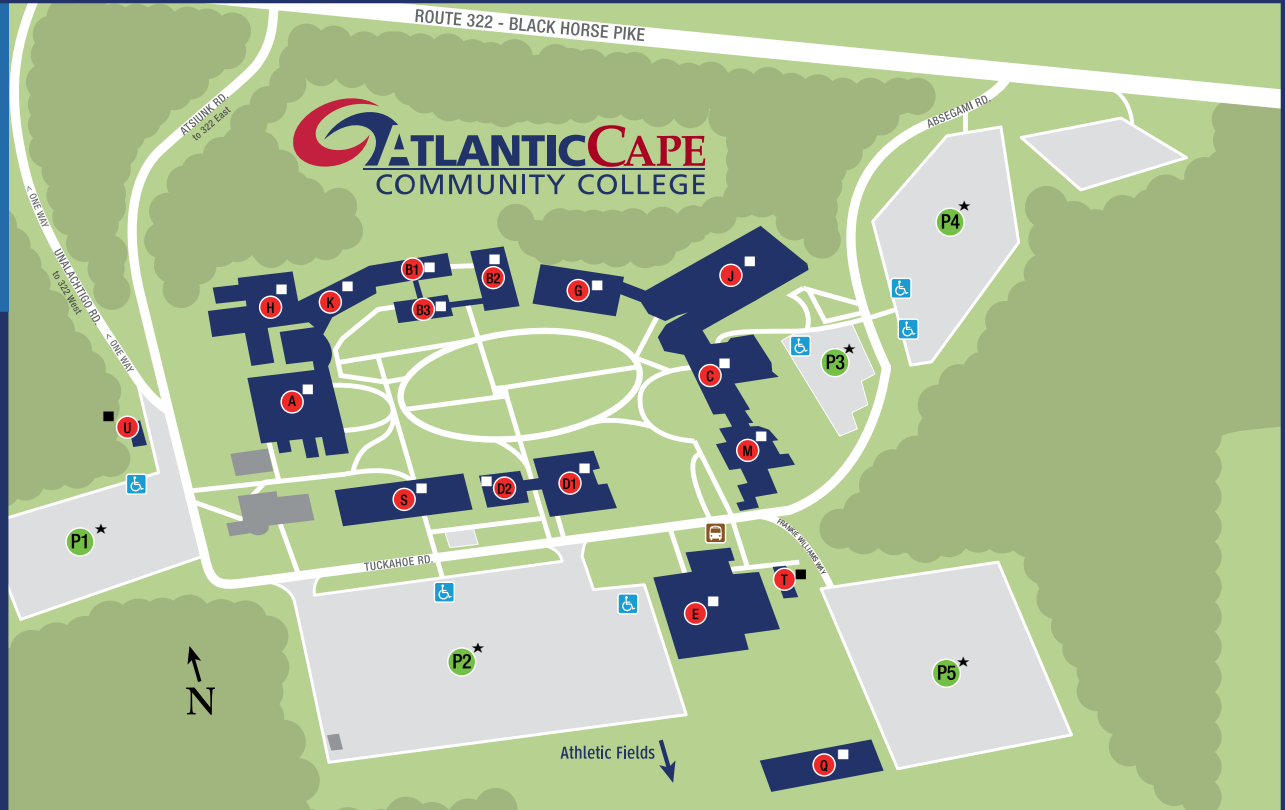 ROUTE 322 - BLACK HORSE PIKE
ATSIUNK RD.
to 322 East
ABSEGAMI RD.
ATLANTICCAPE
COMMUNITY COLLEGE
< ONE WAY
UNALACHTIGO RD.
to 322 West
< ONE WAY
P4
B1
B2
J
H
K
B3
G
P3
C
A
U
M
S
D2
D1
P1
FRANKIE WILLIAMS WAY
TUCKAHOE RD.
T
E
P2
P5
N
Athletic Fields
Q